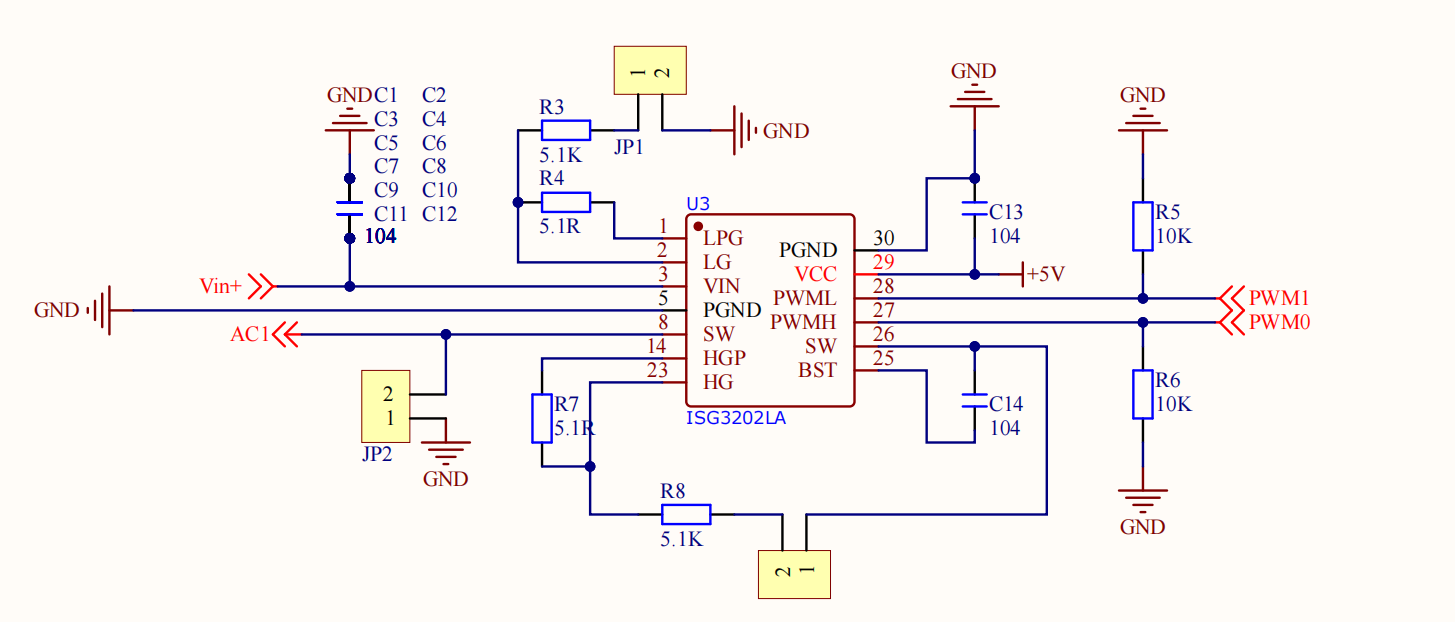 1 2
GND
GND C1 C2
C3 C4
C5 C6
C7 C8
C9 C10
C11 C12
104
R3
5.1K
JP1
GND
R4
5.1R
GND
R5
10K
C13
104
U3
1 LPG
2 LG
3 VIN
5 PGND
8 SW
14 HGP
23 HG
PGND 30
VCC 29
PWML 28
PWMH 27
SW 26
BST 25
ISG3202LA
+5V
Vin+
GND
AC1
PWM1
PWM0
2
1
JP2
GND
R7
5.1R
C14
104
R6
10K
GND
R8
5.1K
2 1